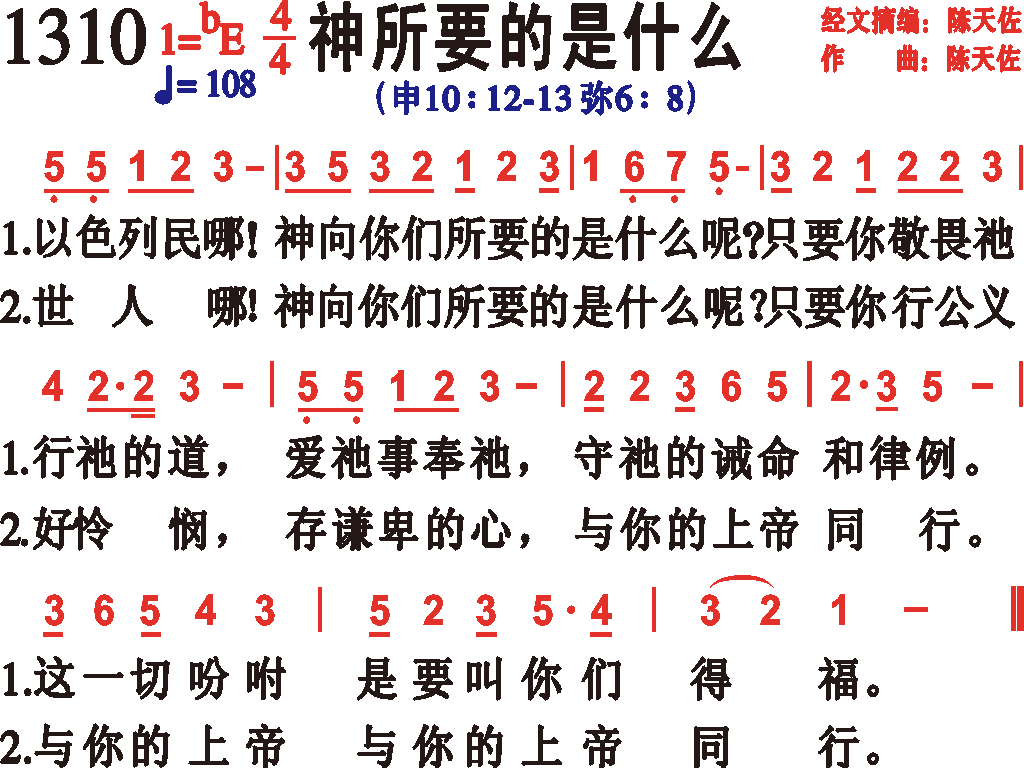 1310 1=bE 4/4 神所要的是什么 经文摘编：陈天佐
♩=108 （申10：12-13 弥6：8） 作 曲：陈天佐
5 5 1 2 3 - | 3 5 3 2 1 2 3 | 1 6 7 5 - | 3 2 1 2 2 3 |
1.以色列民哪！神向你们所要的是什么呢?只要你敬畏祂
2.世 人 哪！神向你们所要的是什么呢?只要你行公义
4 2·2 3 - | 5 5 1 2 3 - | 2 2 3 6 5 | 2·3 5 - |
1.行祂的道， 爱祂事奉祂， 守祂的诫命 和律例。
2.好怜 悯， 存谦卑的心， 与你的上帝 同 行。
3 6 5 4 3 | 5 2 3 5·4 | 3 2 1 - ‖
1.这一切吩咐 是要叫你们 得 福。
2.与你的上帝 与你的上帝 同 行。